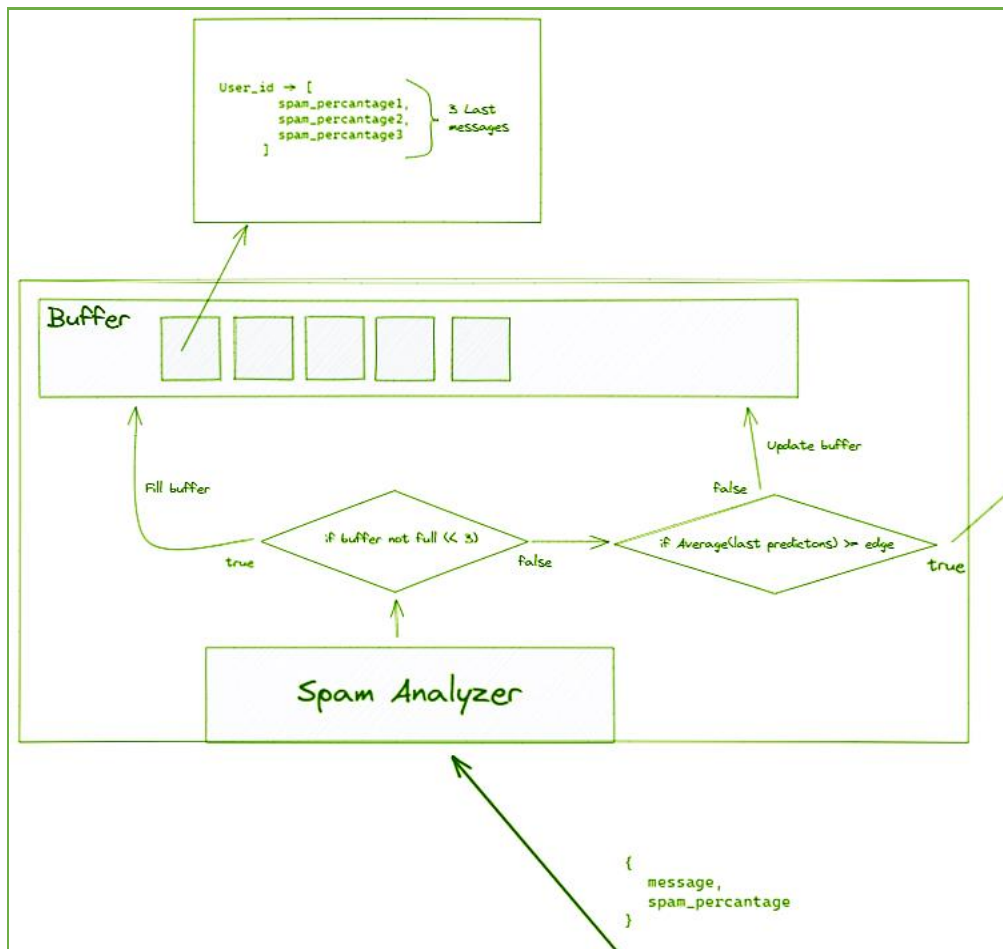 User_id → [
spam_percantage1,
spam_percantage2,
spam_percantage3
]
3 Last
messages
Buffer
Update buffer
Fill buffer
false
if buffer not full (< 3)
if Average(last predictons) >= edge
true
false
true
Spam Analyzer
{
message,
spam_percantage
}